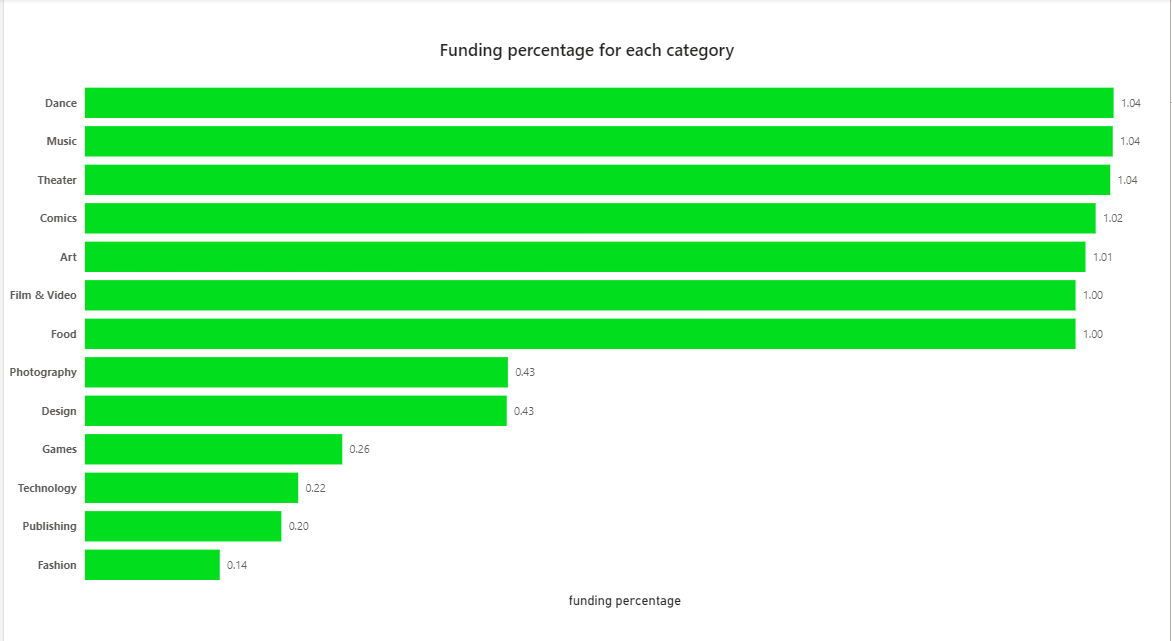 Funding percentage for each category
Dance 1.04
Music 1.04
Theater 1.04
Comics 1.02
Art 1.01
Film & Video 1.00
Food 1.00
Photography 0.43
Design 0.43
Games 0.26
Technology 0.22
Publishing 0.20
Fashion 0.14
funding percentage